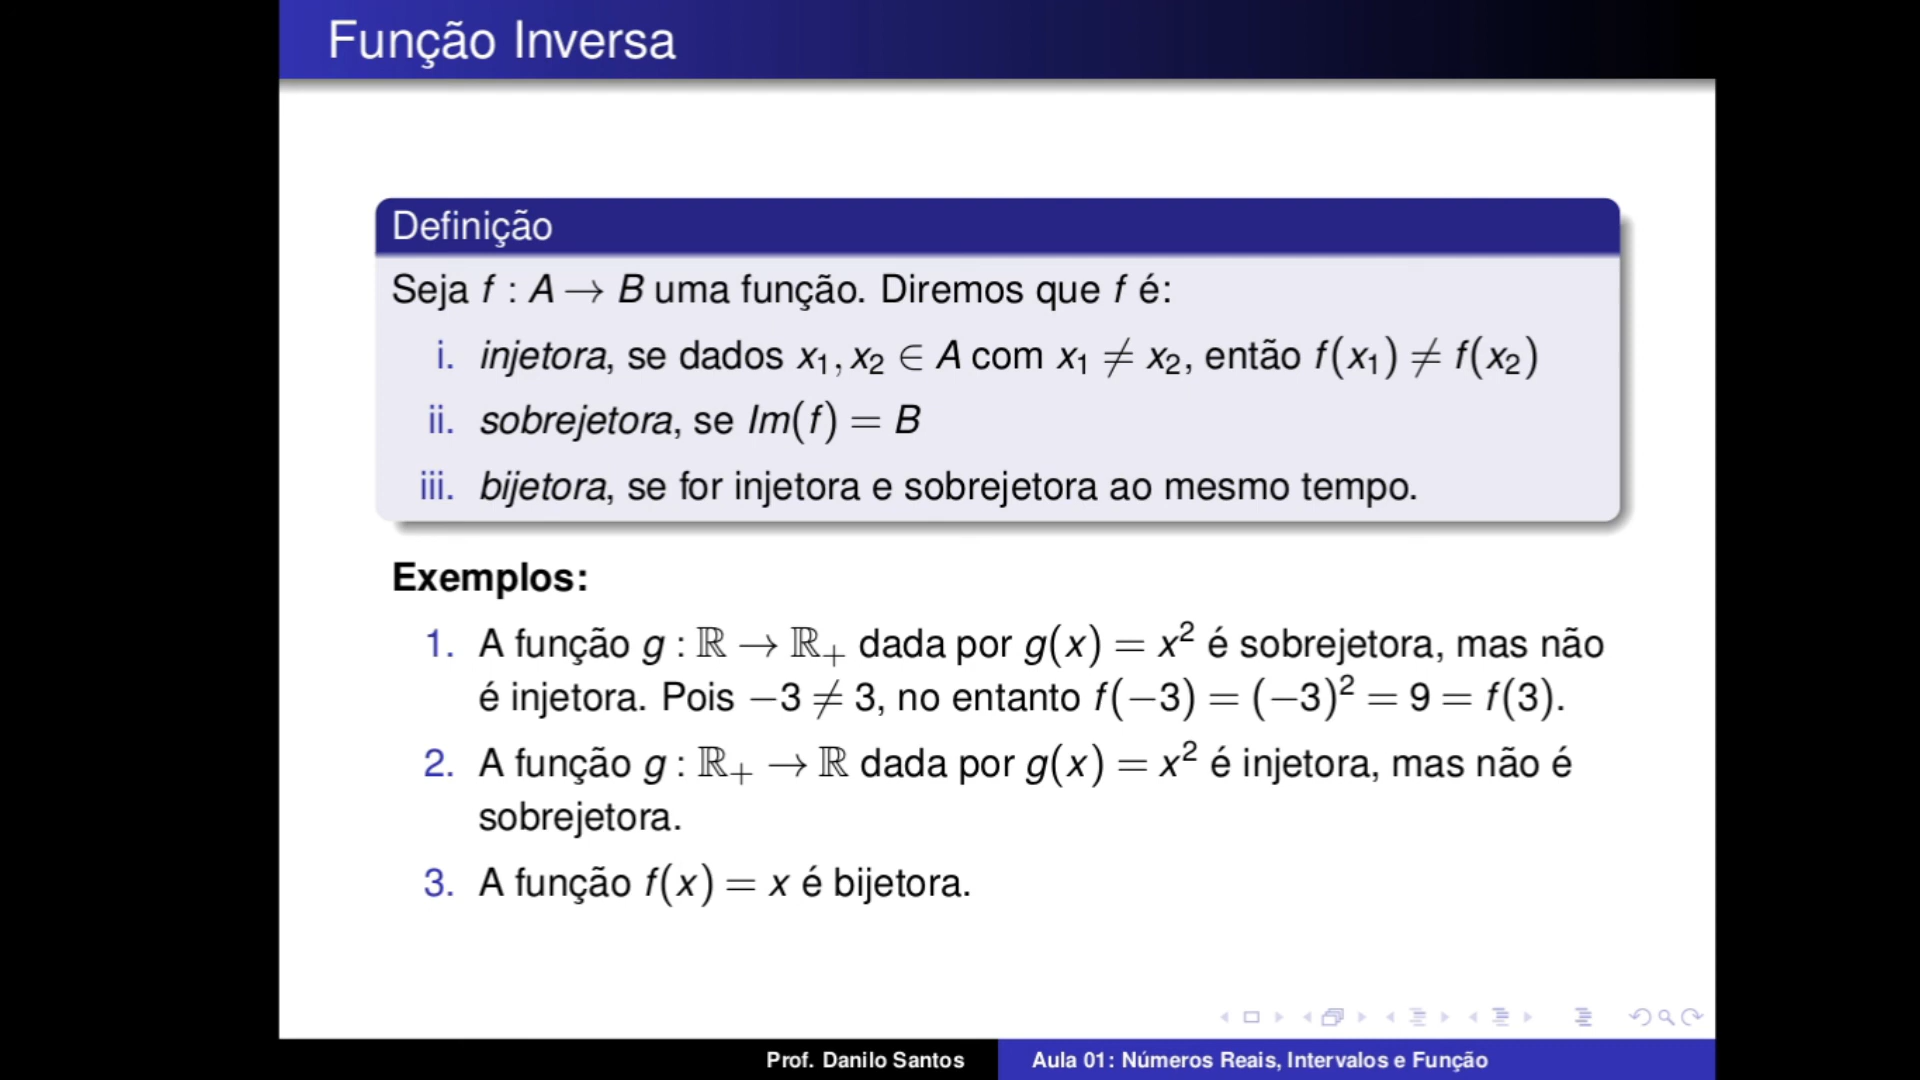 Função Inversa
Definição
Seja f : A → B uma função. Diremos que f é:
i. injetora, se dados x₁, x₂ ∈ A com x₁ ≠ x₂, então f(x₁) ≠ f(x₂)
ii. sobrejetora, se Im(f) = B
iii. bijetora, se for injetora e sobrejetora ao mesmo tempo.
Exemplos:
1. A função g : ℝ → ℝ₊ dada por g(x) = x² é sobrejetora, mas não
é injetora. Pois −3 ≠ 3, no entanto f(−3) = (−3)² = 9 = f(3).
2. A função g : ℝ₊ → ℝ dada por g(x) = x² é injetora, mas não é
sobrejetora.
3. A função f(x) = x é bijetora.
Prof. Danilo Santos
Aula 01: Números Reais, Intervalos e Função